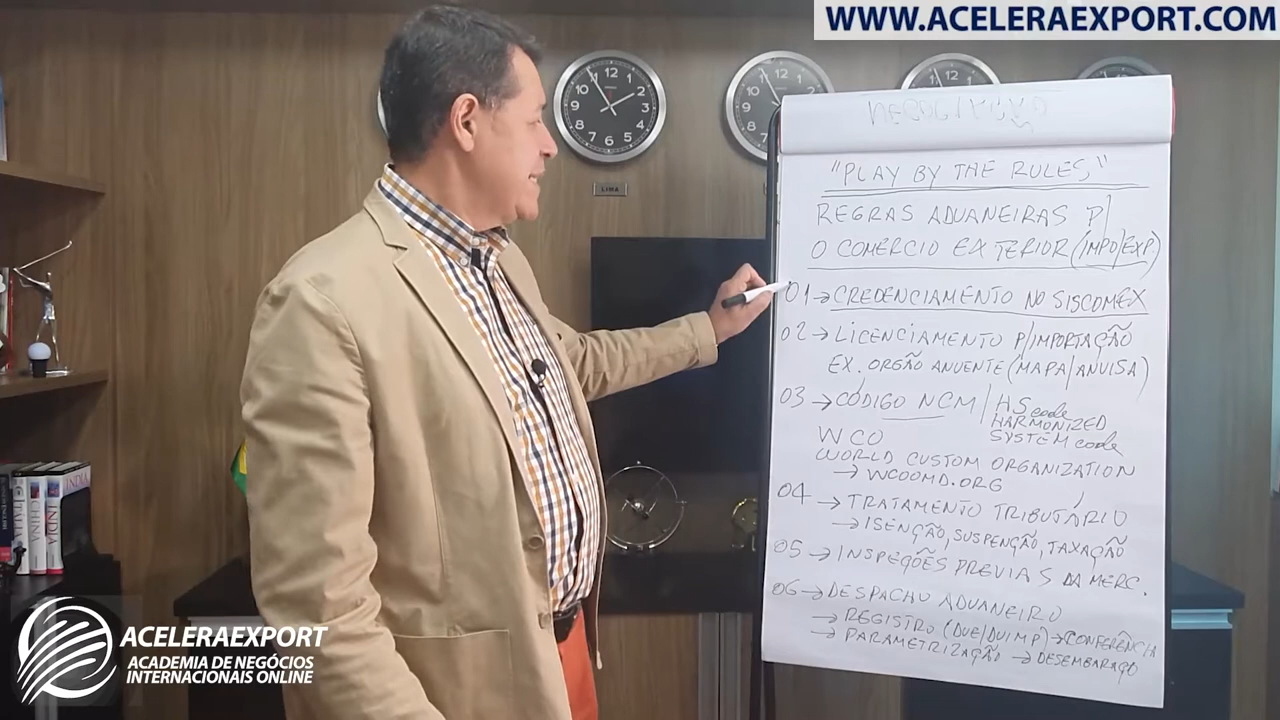 WWW.ACELERAEXPORT.COM
"PLAY BY THE RULES"
REGRAS ADUANEIRAS P/
O COMERCIO EXTERIOR (IMPO/EXP)
01→CREDENCIAMENTO NO SISCOMEX
02→LICENCIAMENTO P/IMPORTAÇÃO
EX. ORGÃO ANUENTE (MAPA/ANVISA)
03→CÓDIGO NCM/HS code
HARMONIZED
SYSTEM code
WCO
WORLD CUSTOM ORGANIZATION
→WCOOMD.ORG
04→TRATAMENTO TRIBUTÁRIO
→ISENÇÃO, SUSPENÇÃO, TAXAÇÃO
05→INSPEÇÕES PREVIAS DA MERC.
06→DESPACHO ADUANEIRO
→REGISTRO (DUE/DUIMP)→CONFERÊNCIA
→PARAMETRIZAÇÃO →DESEMBARAÇO
LIMA
CHINA
INDIA
INDIA
ACELERAEXPORT
ACADEMIA DE NEGÓCIOS
INTERNACIONAIS ONLINE